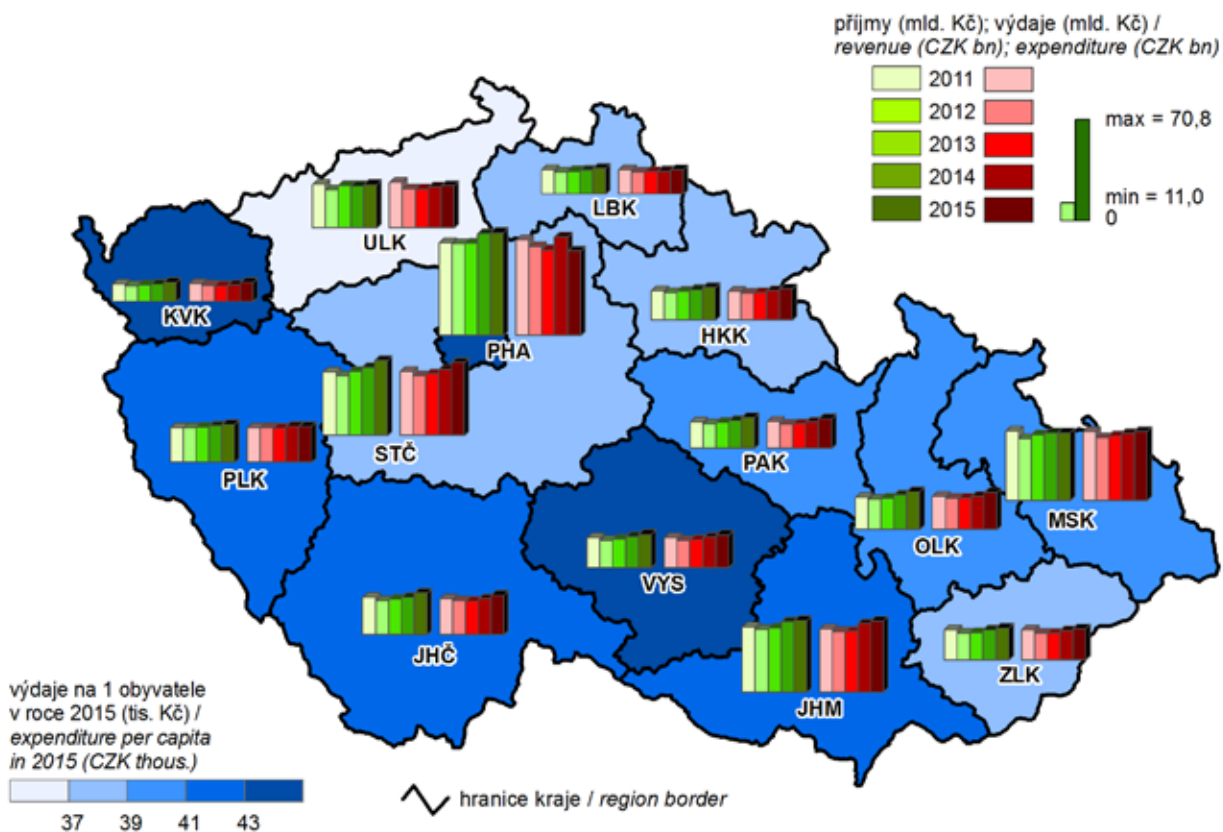 příjmy (mld. Kč); výdaje (mld. Kč) /
revenue (CZK bn); expenditure (CZK bn)
2011
2012
2013
2014
2015
max = 70,8
min = 11,0
0
LBK
ULK
KVK
PHA
HKK
STČ
PLK
PAK
MSK
OLK
VYS
JHČ
ZLK
JHM
výdaje na 1 obyvatele
v roce 2015 (tis. Kč) /
expenditure per capita
in 2015 (CZK thous.)
37 39 41 43
hranice kraje / region border